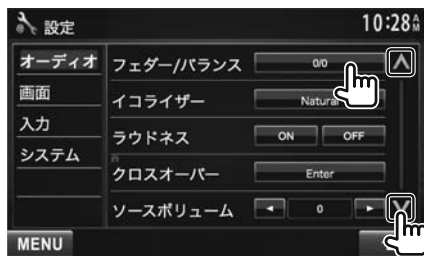 設定 10:28
オーディオ
画面
入力
システム
フェダー/バランス 0/0
イコライザー Natural
ラウドネス ON OFF
クロスオーバー Enter
ソースボリューム 0
MENU